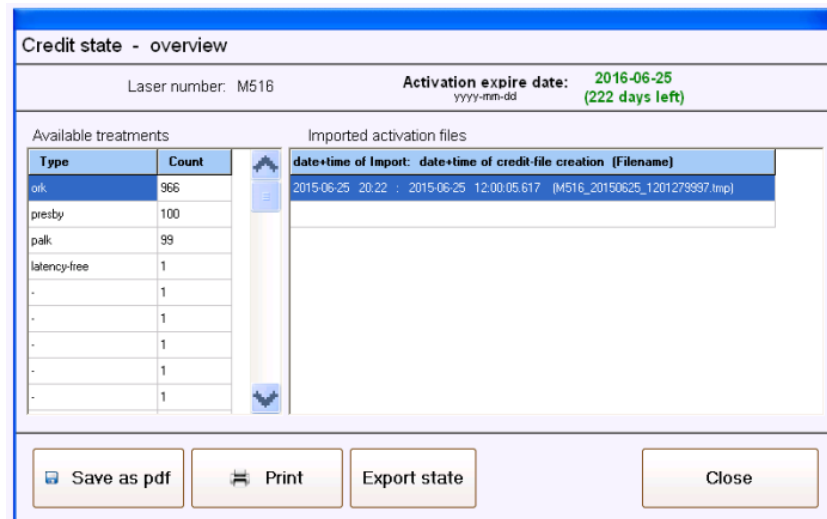 Credit state - overview
Laser number: M516
Activation expire date:
yyyy-mm-dd
2016-06-25
(222 days left)
Available treatments
Type Count
ork 966
presby 100
palk 99
latency-free 1
- 1
- 1
- 1
- 1
- 1
Imported activation files
date+time of Import: date+time of credit-file creation (Filename)
2015-06-25 20:22 : 2015-06-25 12:00:05.617 (M516_20150625_1201279997.tmp)
Save as pdf
Print
Export state
Close